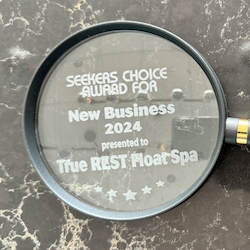 SEEKERS CHOICE
AWARD FOR
New Business
2024
presented to
True REST Float Spa